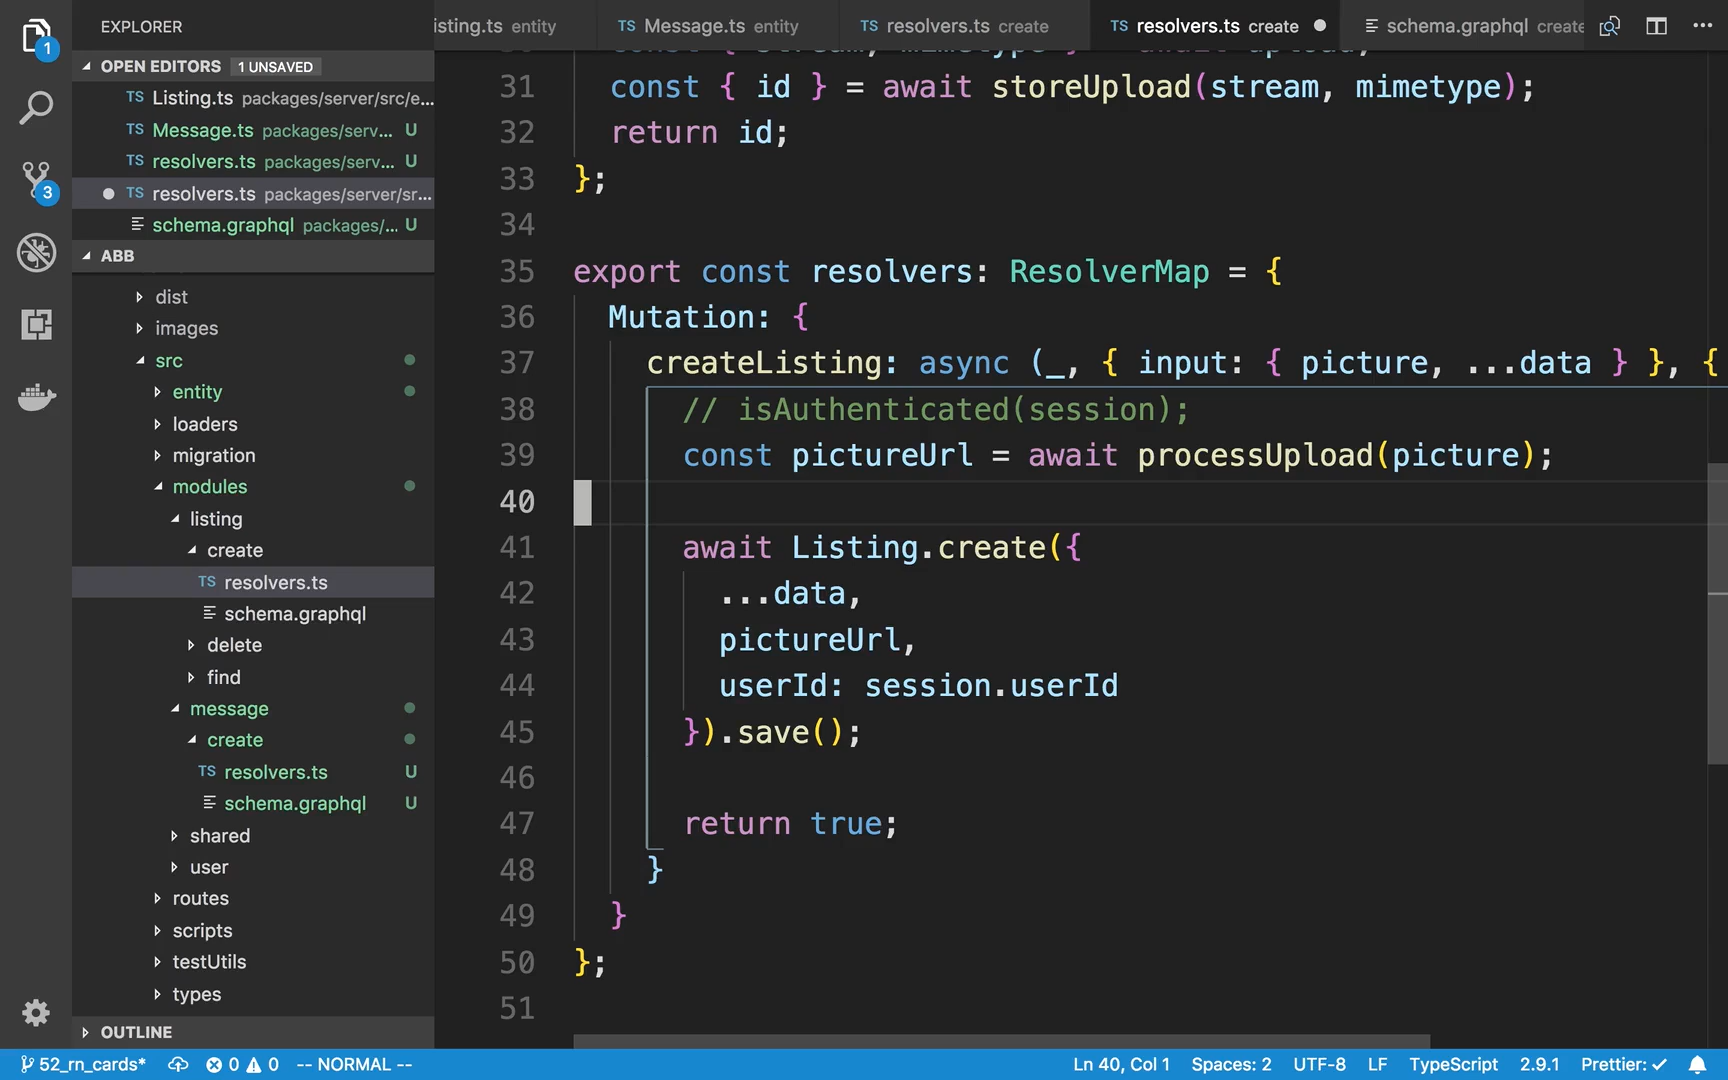 EXPLORER
OPEN EDITORS 1 UNSAVED
TS Listing.ts packages/server/src/e...
TS Message.ts packages/serv... U
TS resolvers.ts packages/serv... U
TS resolvers.ts packages/server/sr...
schema.graphql packages/... U
ABB
dist
images
src
entity
loaders
migration
modules
listing
create
TS resolvers.ts
schema.graphql
delete
find
message
create
TS resolvers.ts U
schema.graphql U
shared
user
routes
scripts
testUtils
types
OUTLINE
1
3
isting.ts entity
TS Message.ts entity
TS resolvers.ts create
TS resolvers.ts create
schema.graphql create
31 const { id } = await storeUpload(stream, mimetype);
32 return id;
33 };
34
35 export const resolvers: ResolverMap = {
36 Mutation: {
37 createListing: async (_, { input: { picture, ...data } }, {
38 // isAuthenticated(session);
39 const pictureUrl = await processUpload(picture);
40
41 await Listing.create({
42 ...data,
43 pictureUrl,
44 userId: session.userId
45 }).save();
46
47 return true;
48 }
49 }
50 };
51
52_rn_cards* 0 0 -- NORMAL -- Ln 40, Col 1 Spaces: 2 UTF-8 LF TypeScript 2.9.1 Prettier: ✓